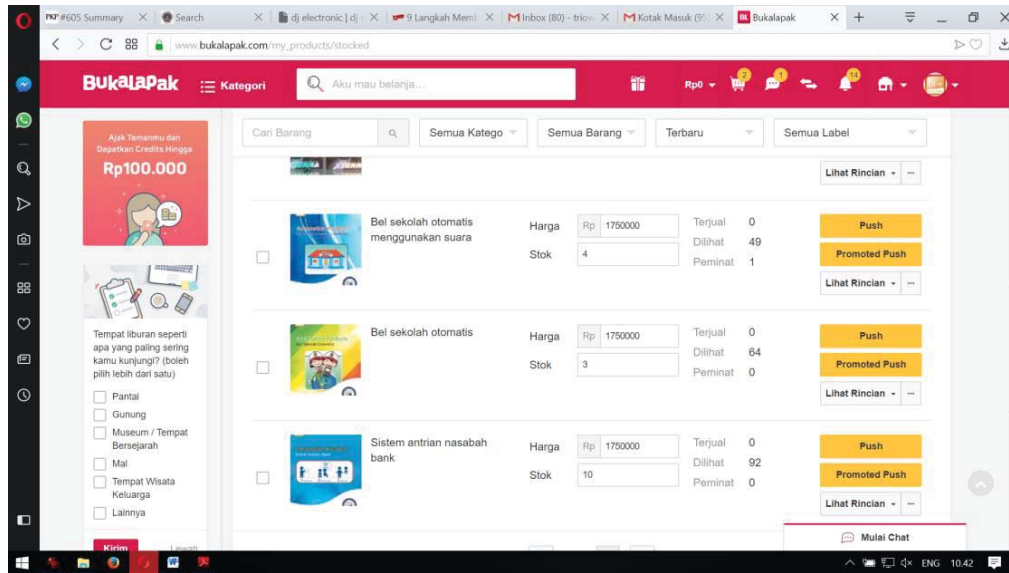 #605 Summary
Search
dj electronic | dj
9 Langkah Mem
Inbox (80) - triow
Kotak Masuk (95
Bukalapak
www.bukalapak.com/my_products/stocked
BukaLapak
Kategori
Aku mau belanja...
Rp0
2
2
14
Ajak Temanmu dan
Dapatkan Credits Hingga
Rp100.000
Cari Barang
Semua Katego
Semua Barang
Terbaru
Semua Label
Lihat Rincian
Bel sekolah otomatis
menggunakan suara
Harga Rp 1750000
Stok 4
Terjual 0
Dilihat 49
Peminat 1
Push
Promoted Push
Lihat Rincian
Bel sekolah otomatis
Harga Rp 1750000
Stok 3
Terjual 0
Dilihat 64
Peminat 0
Push
Promoted Push
Lihat Rincian
Sistem antrian nasabah
bank
Harga Rp 1750000
Stok 10
Terjual 0
Dilihat 92
Peminat 0
Push
Promoted Push
Lihat Rincian
Tempat liburan seperti
apa yang paling sering
kamu kunjungi? (boleh
pilih lebih dari satu)
Pantai
Gunung
Museum / Tempat
Bersejarah
Mal
Tempat Wisata
Keluarga
Lainnya
Kirim
Lewati
Mulai Chat
ENG
10.42